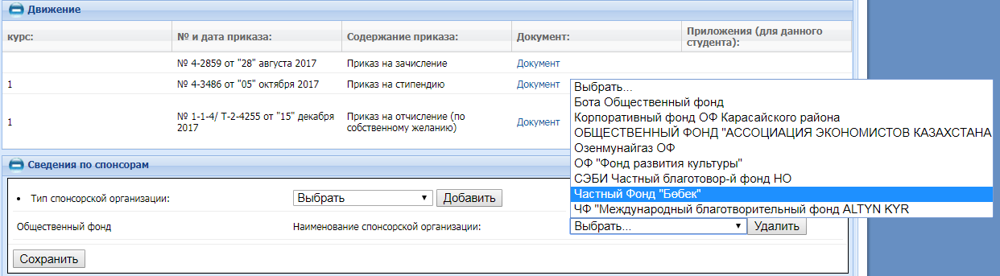 Движение
курс:
№ и дата приказа:
Содержание приказа:
Документ:
Приложения (для данного
студента):
№ 4-2859 от "28" августа 2017
Приказ на зачисление
Документ
1
№ 4-3486 от "05" октября 2017
Приказ на стипендию
Документ
1
№ 1-1-4/ Т-2-4255 от "15" декабря
2017
Приказ на отчисление (по
собственному желанию)
Документ
Выбрать...
Бота Общественный фонд
Корпоративный фонд ОФ Карасайского района
ОБЩЕСТВЕННЫЙ ФОНД "АССОЦИАЦИЯ ЭКОНОМИСТОВ КАЗАХСТАНА
Озенмунайгаз ОФ
ОФ "Фонд развития культуры"
СЭБИ Частный благотовор-й фонд НО
Частный Фонд "Бөбек"
ЧФ "Международный благотворительный фонд ALTYN KYR
Сведения по спонсорам
Тип спонсорской организации:
Выбрать
Добавить
Общественный фонд
Наименование спонсорской организации:
Выбрать...
Удалить
Сохранить